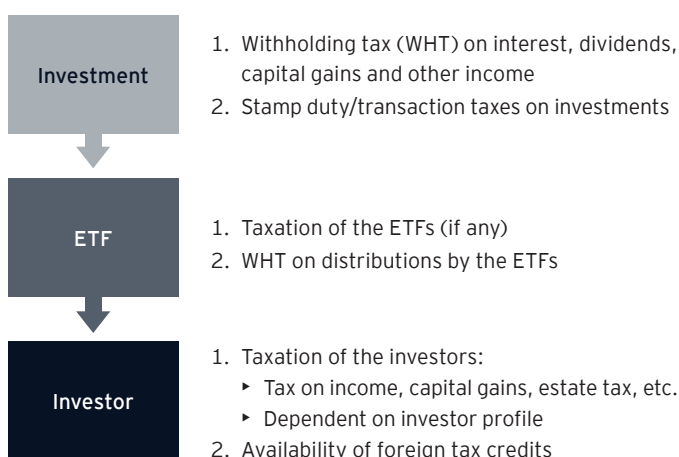 Investment
1. Withholding tax (WHT) on interest, dividends,
capital gains and other income
2. Stamp duty/transaction taxes on investments
ETF
1. Taxation of the ETFs (if any)
2. WHT on distributions by the ETFs
Investor
1. Taxation of the investors:
‣ Tax on income, capital gains, estate tax, etc.
‣ Dependent on investor profile
2. Availability of foreign tax credits